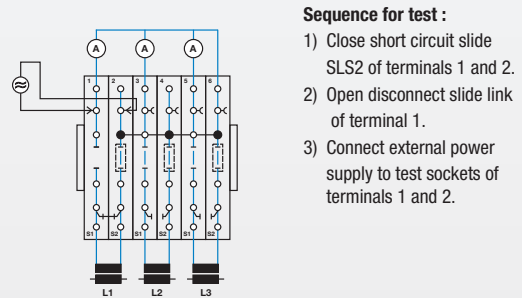 Sequence for test :
1) Close short circuit slide
SLS2 of terminals 1 and 2.
2) Open disconnect slide link
of terminal 1.
3) Connect external power
supply to test sockets of
terminals 1 and 2.
A A A
1 2 3 4 5 6
S1 S2 S1 S2 S1 S2
L1 L2 L3